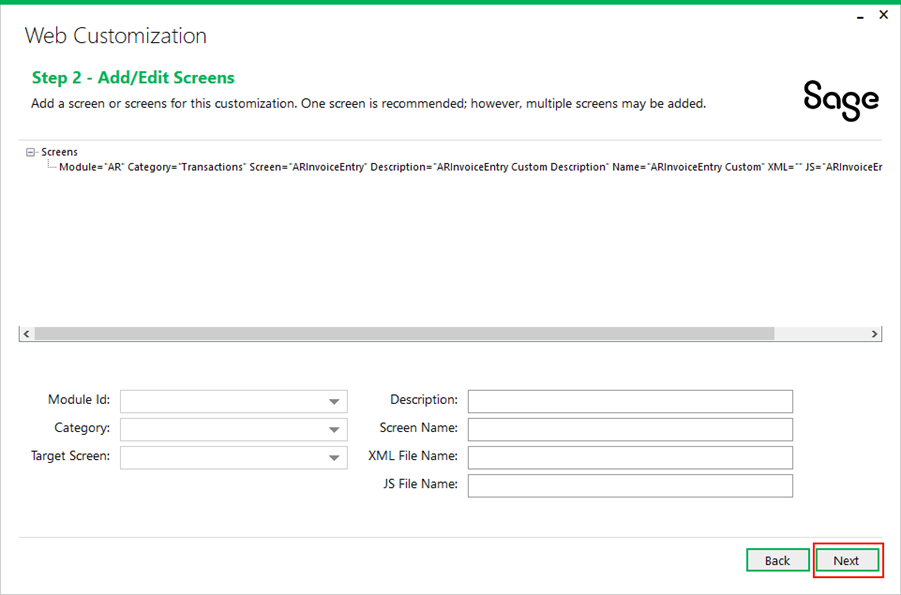 Web Customization
Step 2 - Add/Edit Screens
Add a screen or screens for this customization. One screen is recommended; however, multiple screens may be added.
Sage
Screens
Module="AR" Category="Transactions" Screen="ARInvoiceEntry" Description="ARInvoiceEntry Custom Description" Name="ARInvoiceEntry Custom" XML="" JS="ARInvoiceEr
Module Id:
Description:
Category:
Screen Name:
Target Screen:
XML File Name:
JS File Name:
Back
Next